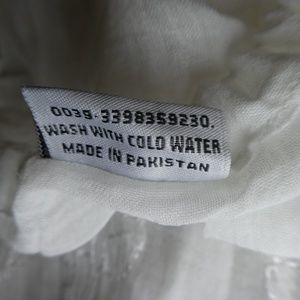 0039-3398359230.
WASH WITH COLD WATER
MADE IN PAKISTAN